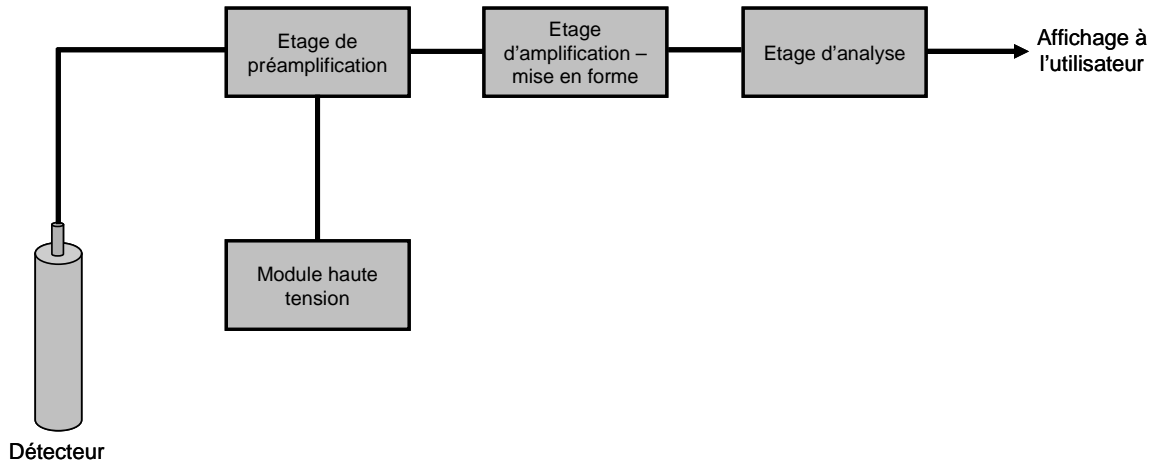 Etage de
préamplification
Etage
d’amplification –
mise en forme
Etage d’analyse
Affichage à
l’utilisateur
Module haute
tension
Détecteur